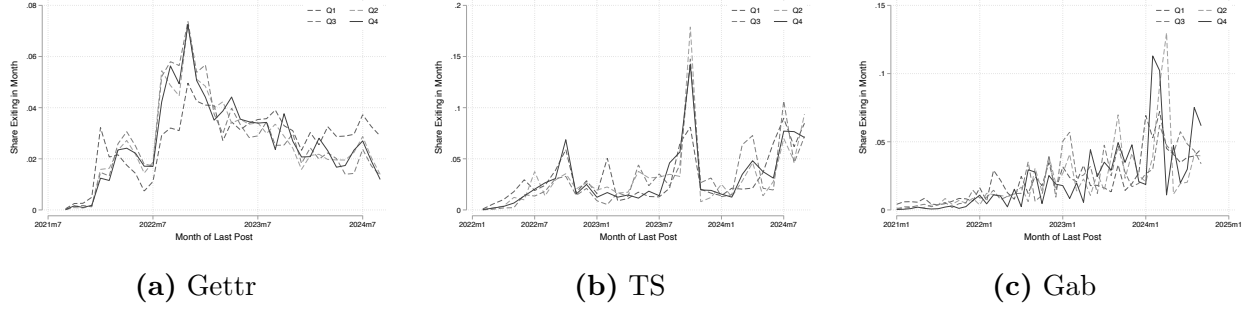 .08
.06
.04
.02
0
Share Exiting in Month
2021m7
2022m7
2023m7
2024m7
Month of Last Post
Q1
Q2
Q3
Q4
(a) Gettr
.2
.15
.1
.05
0
Share Exiting in Month
2022m1
2022m7
2023m1
2023m7
2024m1
2024m7
Month of Last Post
Q1
Q2
Q3
Q4
(b) TS
.15
.1
.05
0
Share Exiting in Month
2021m1
2022m1
2023m1
2024m1
2025m1
Month of Last Post
Q1
Q2
Q3
Q4
(c) Gab